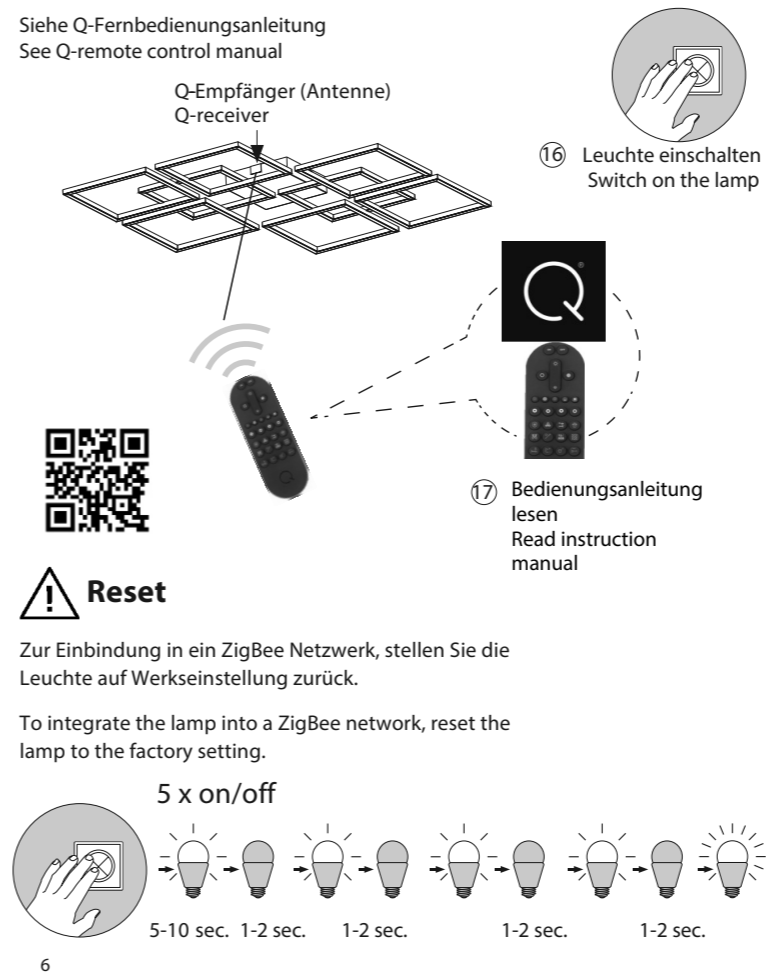 Siehe Q-Fernbedienungsanleitung
See Q-remote control manual
Q-Empfänger (Antenne)
Q-receiver
16 Leuchte einschalten
Switch on the lamp
Q
17 Bedienungsanleitung
lesen
Read instruction
manual
Reset
Zur Einbindung in ein ZigBee Netzwerk, stellen Sie die
Leuchte auf Werkseinstellung zurück.
To integrate the lamp into a ZigBee network, reset the
lamp to the factory setting.
5 x on/off
5-10 sec. 1-2 sec. 1-2 sec. 1-2 sec. 1-2 sec.
6